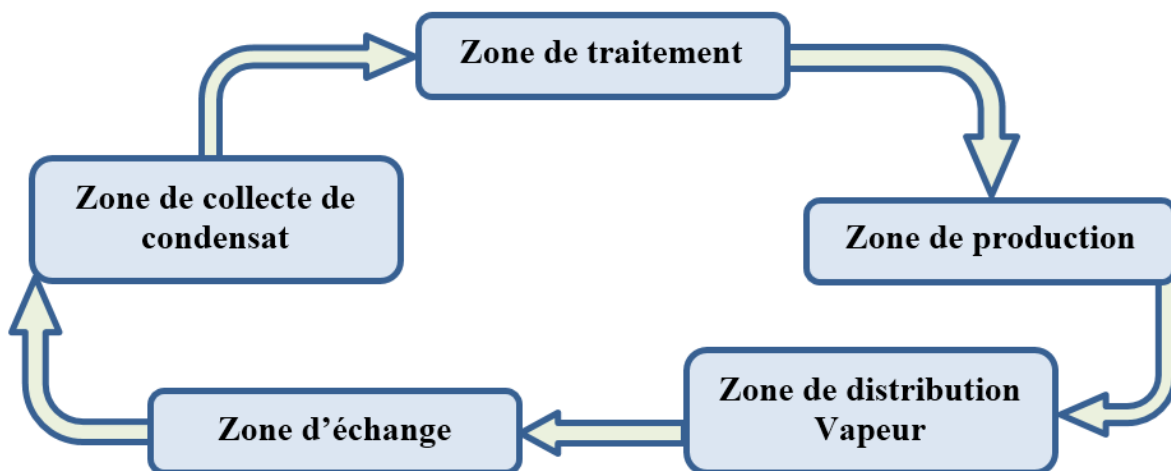 Zone de traitement
Zone de collecte de
condensat
Zone de production
Zone de distribution
Vapeur
Zone d’échange